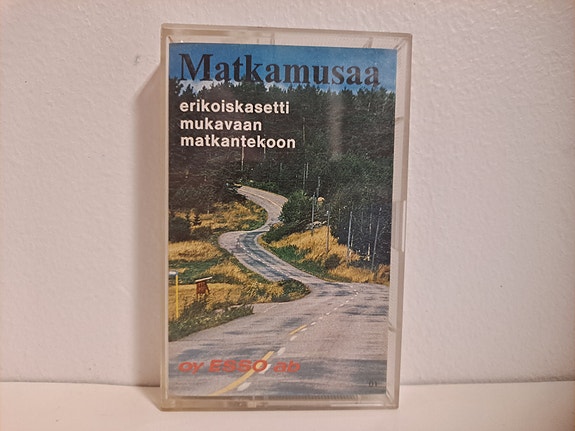 Matkamusaa
erikoiskasetti
mukavaan
matkantekoon
oy ESSO ab